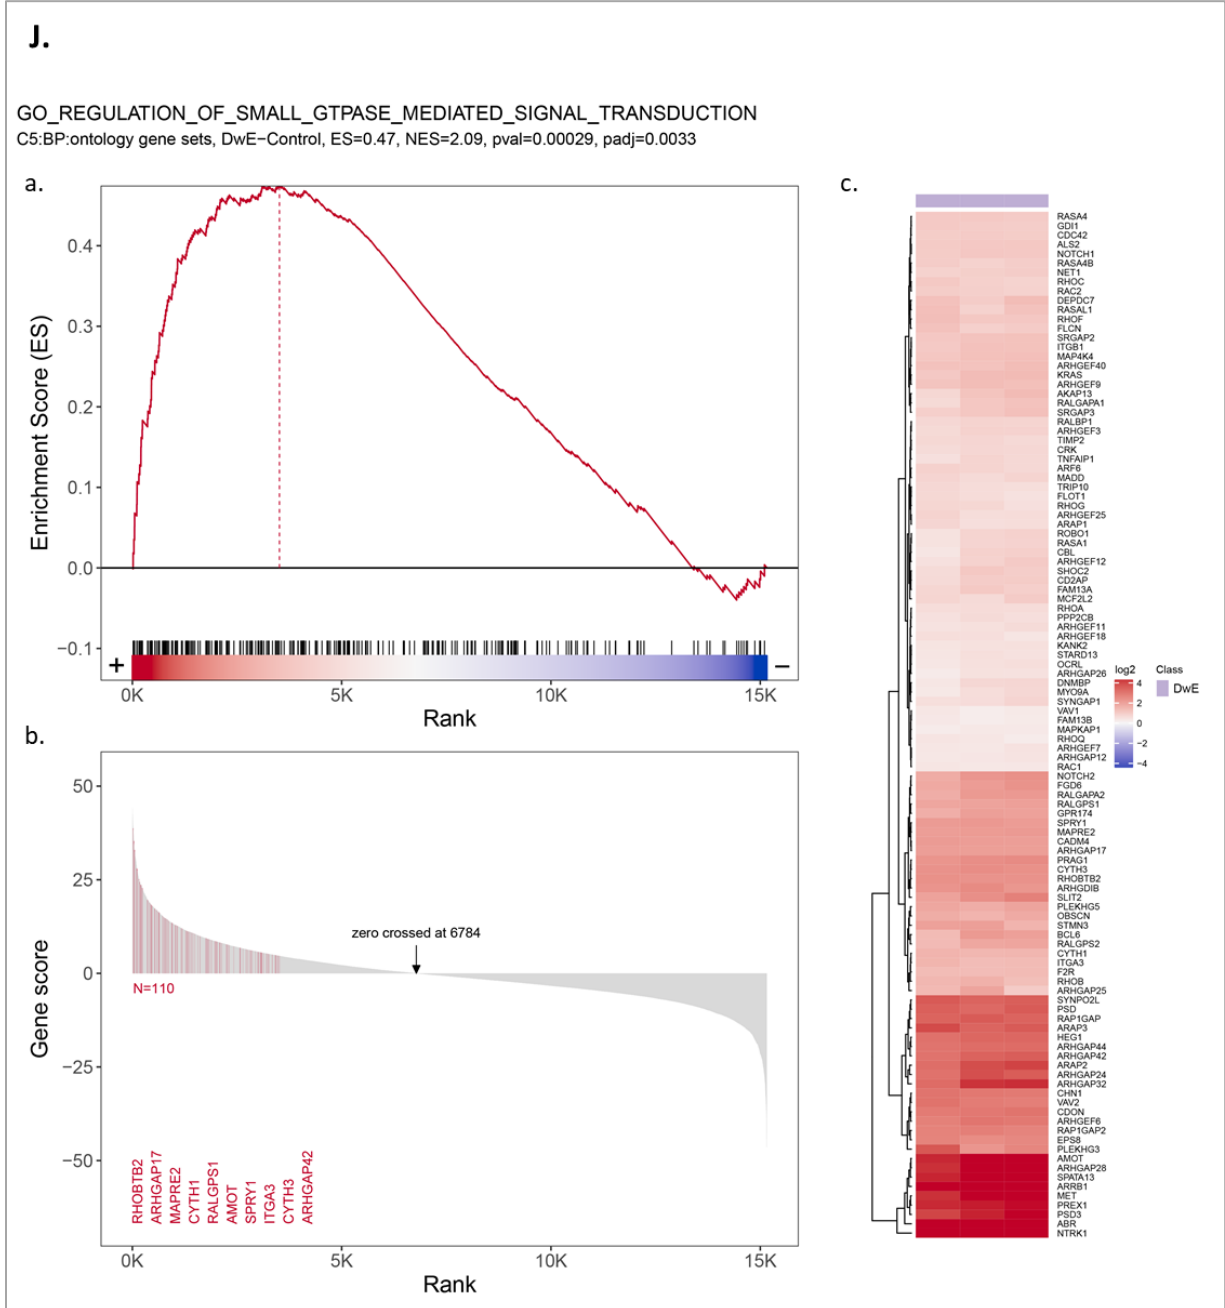 J.
GO_REGULATION_OF_SMALL_GTPASE_MEDIATED_SIGNAL_TRANSDUCTION
C5:BP:ontology gene sets, DwE−Control, ES=0.47, NES=2.09, pval=0.00029, padj=0.0033
a.
Enrichment Score (ES)
0.4
0.3
0.2
0.1
0.0
−0.1
+
−
0K
5K
10K
15K
Rank
b.
Gene score
50
25
0
−25
−50
zero crossed at 6784
N=110
RHOBTB2
ARHGAP17
MAPRE2
CYTH1
RALGPS1
AMOT
SPRY1
ITGA3
CYTH3
ARHGAP42
0K
5K
10K
15K
Rank
c.
RASA4
GDI1
CDC42
ALS2
NOTCH1
RASA4B
NET1
RHOC
RAC2
DEPDC7
RASAL1
RHOF
FLCN
SRGAP2
ITGB1
MAP4K4
ARHGEF40
KRAS
ARHGEF9
AKAP13
RALGAPA1
SRGAP3
RALBP1
ARHGEF3
TIMP2
CRK
TNFAIP1
ARF6
MADD
TRIP10
FLOT1
RHOG
ARHGEF25
ARAP1
ROBO1
RASA1
CBL
ARHGEF12
SHOC2
CD2AP
FAM13A
MCF2L2
RHOA
PPP2CB
ARHGEF11
ARHGEF18
KANK2
STARD13
OCRL
ARHGAP26
DNMBP
MYO9A
SYNGAP1
VAV1
FAM13B
MAPKAP1
RHOQ
ARHGEF7
ARHGAP12
RAC1
NOTCH2
FGD6
RALGAPA2
RALGPS1
GPR174
SPRY1
MAPRE2
CADM4
ARHGAP17
PRAG1
CYTH3
RHOBTB2
ARHGDIB
SLIT2
PLEKHG5
OBSCN
STMN3
BCL6
RALGPS2
CYTH1
ITGA3
F2R
RHOB
ARHGAP25
SYNPO2L
PSD
RAP1GAP
ARAP3
HEG1
ARHGAP44
ARHGAP42
ARAP2
ARHGAP24
ARHGAP32
CHN1
VAV2
CDON
ARHGEF6
RAP1GAP2
EPS8
PLEKHG3
AMOT
ARHGAP28
SPATA13
ARRB1
MET
PREX1
PSD3
ABR
NTRK1
log2
4
2
0
−2
−4
Class
DwE